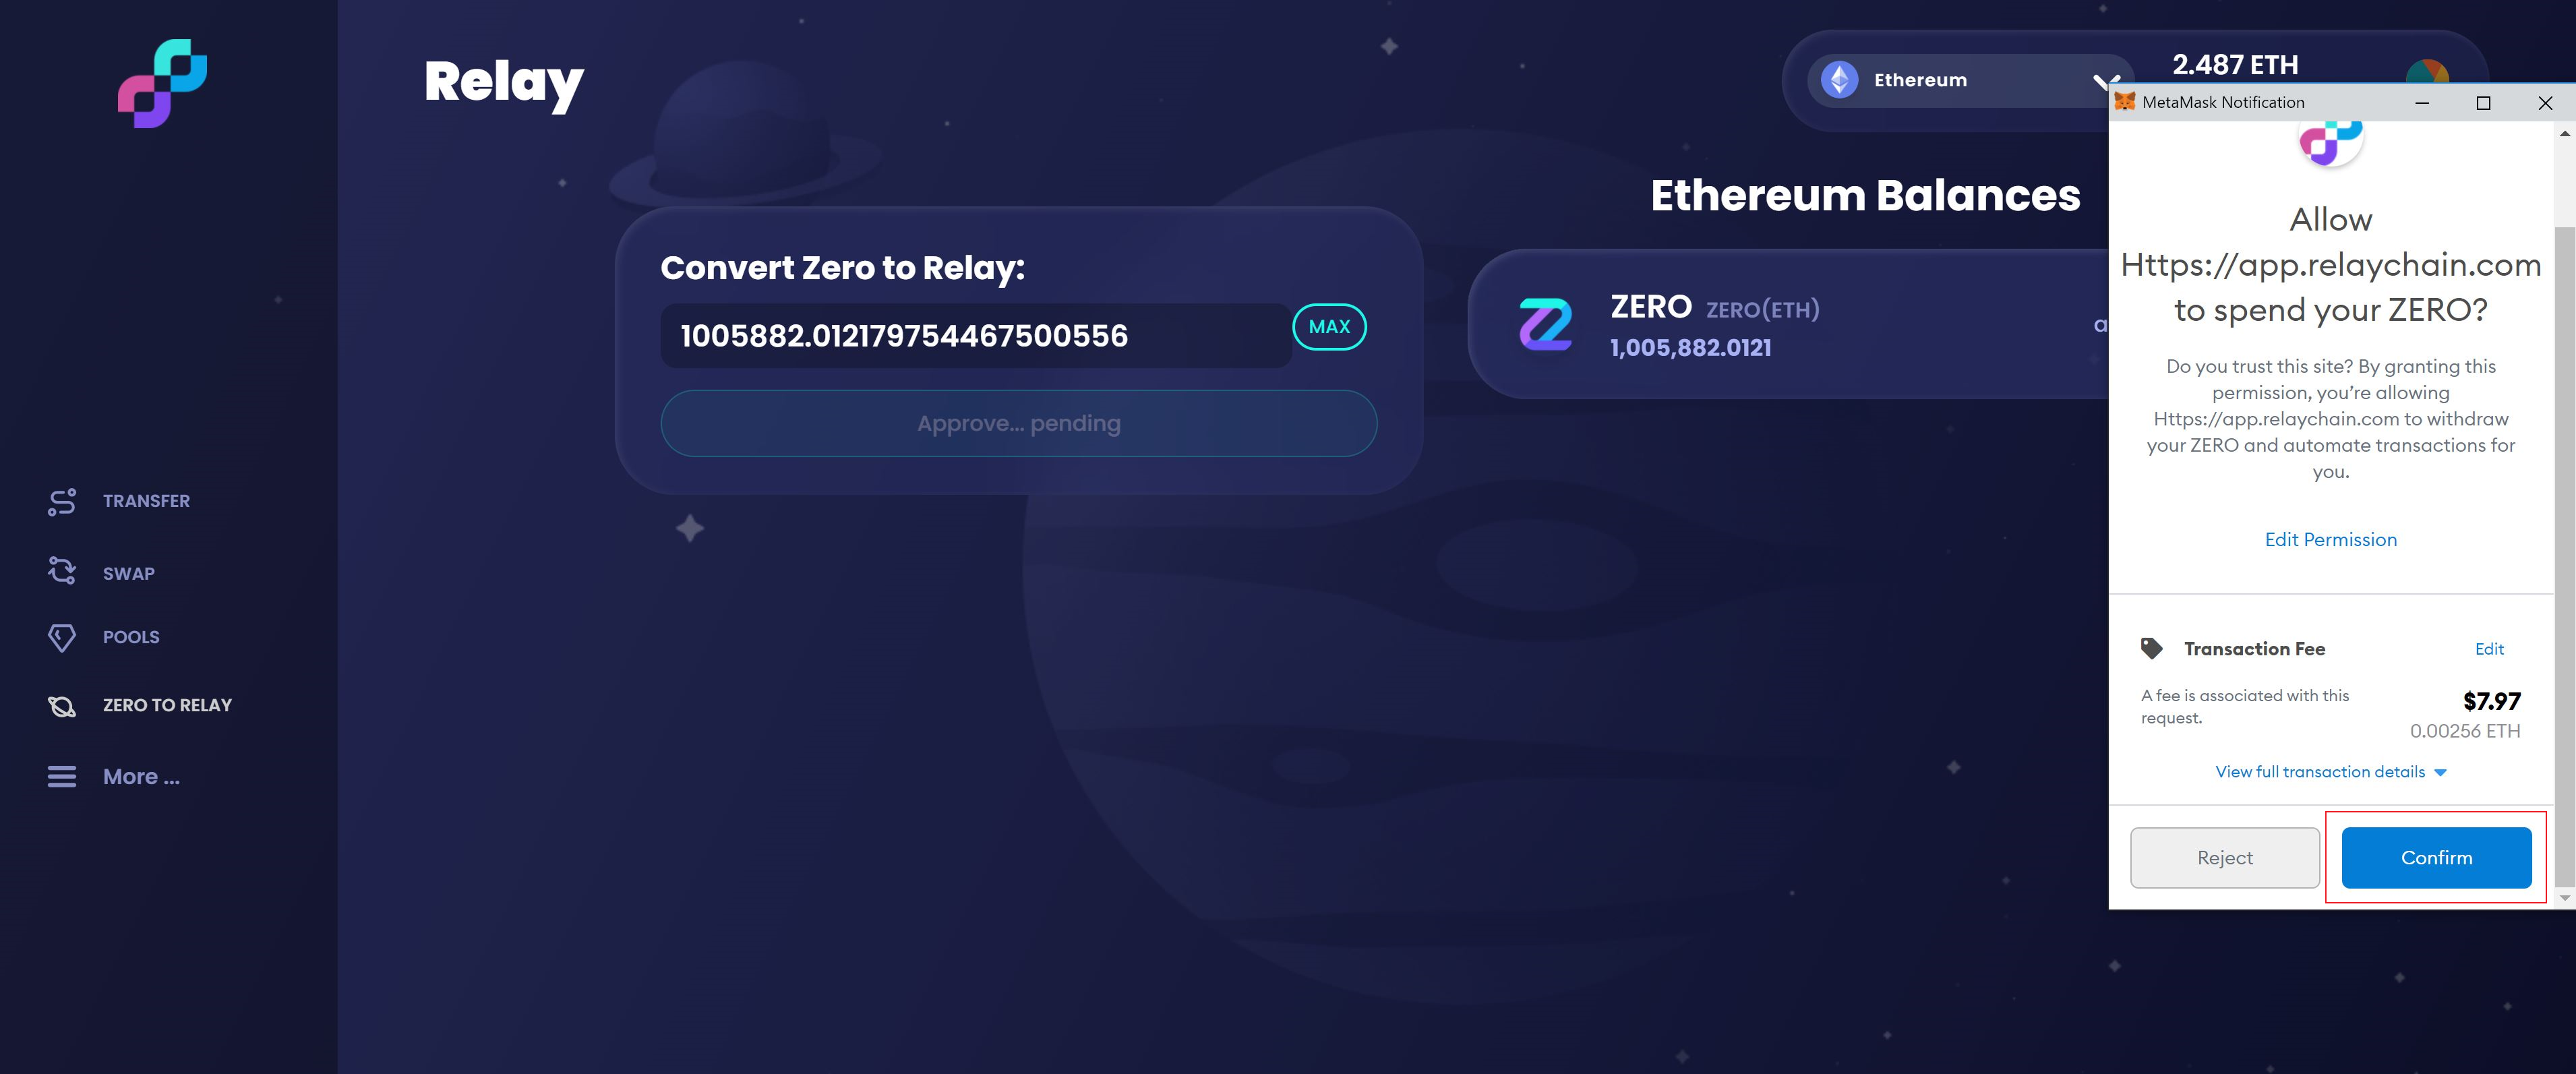 Relay
Ethereum
2.487 ETH
TRANSFER
SWAP
POOLS
ZERO TO RELAY
More ...
Convert Zero to Relay:
1005882.012179754467500556
MAX
Approve... pending
Ethereum Balances
ZERO ZERO(ETH)
1,005,882.0121
MetaMask Notification
Allow
Https://app.relaychain.com
to spend your ZERO?
Do you trust this site? By granting this
permission, you’re allowing
Https://app.relaychain.com to withdraw
your ZERO and automate transactions for
you.
Edit Permission
Transaction Fee
Edit
A fee is associated with this
request.
$7.97
0.00256 ETH
View full transaction details
Reject
Confirm